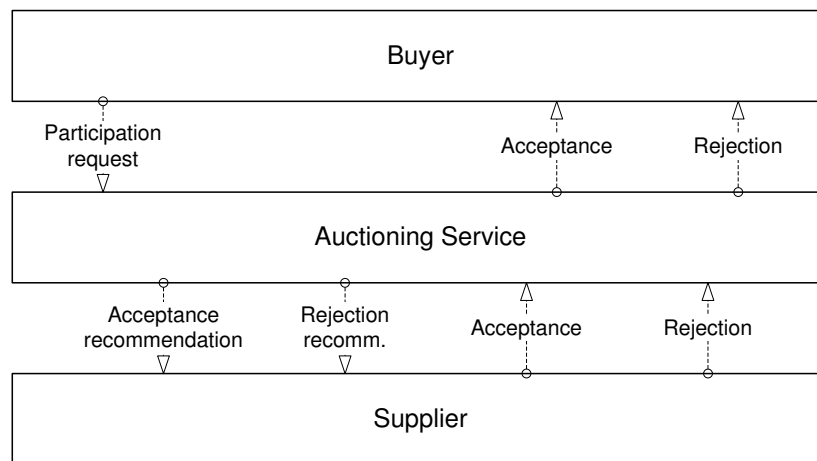 Buyer
Participation
request
Acceptance
Rejection
Auctioning Service
Acceptance
recommendation
Rejection
recomm.
Acceptance
Rejection
Supplier